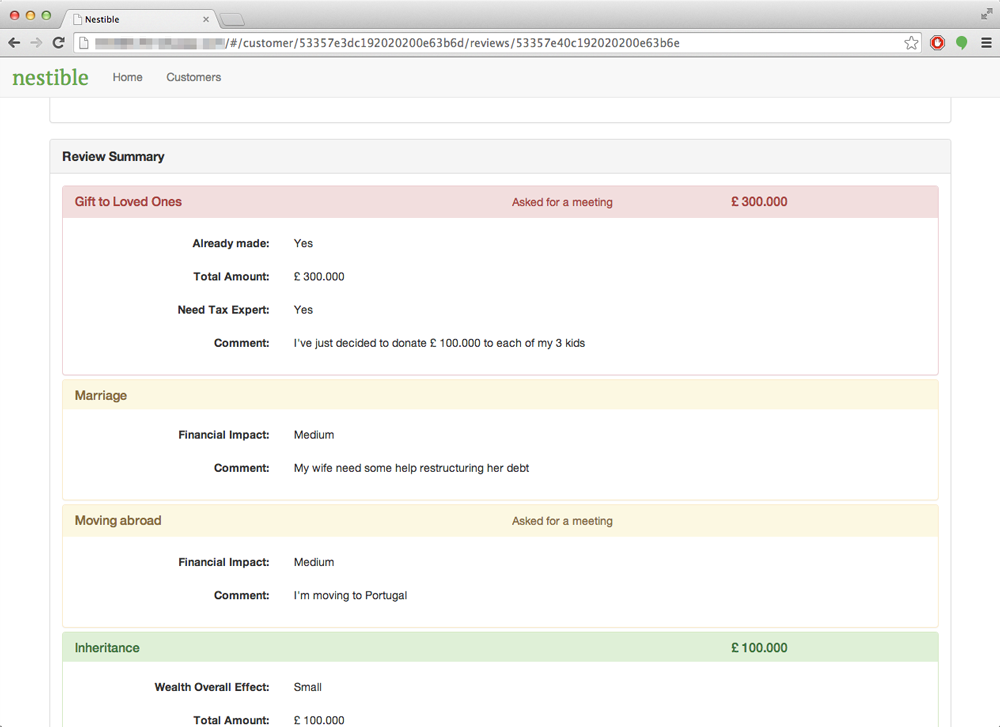 Nestible
/#/customer/53357e3dc192020200e63b6d/reviews/53357e40c192020200e63b6e
nestible Home Customers
Review Summary
Gift to Loved Ones Asked for a meeting £ 300.000
Already made: Yes
Total Amount: £ 300.000
Need Tax Expert: Yes
Comment: I've just decided to donate £ 100.000 to each of my 3 kids
Marriage
Financial Impact: Medium
Comment: My wife need some help restructuring her debt
Moving abroad Asked for a meeting
Financial Impact: Medium
Comment: I'm moving to Portugal
Inheritance £ 100.000
Wealth Overall Effect: Small
Total Amount: £ 100.000